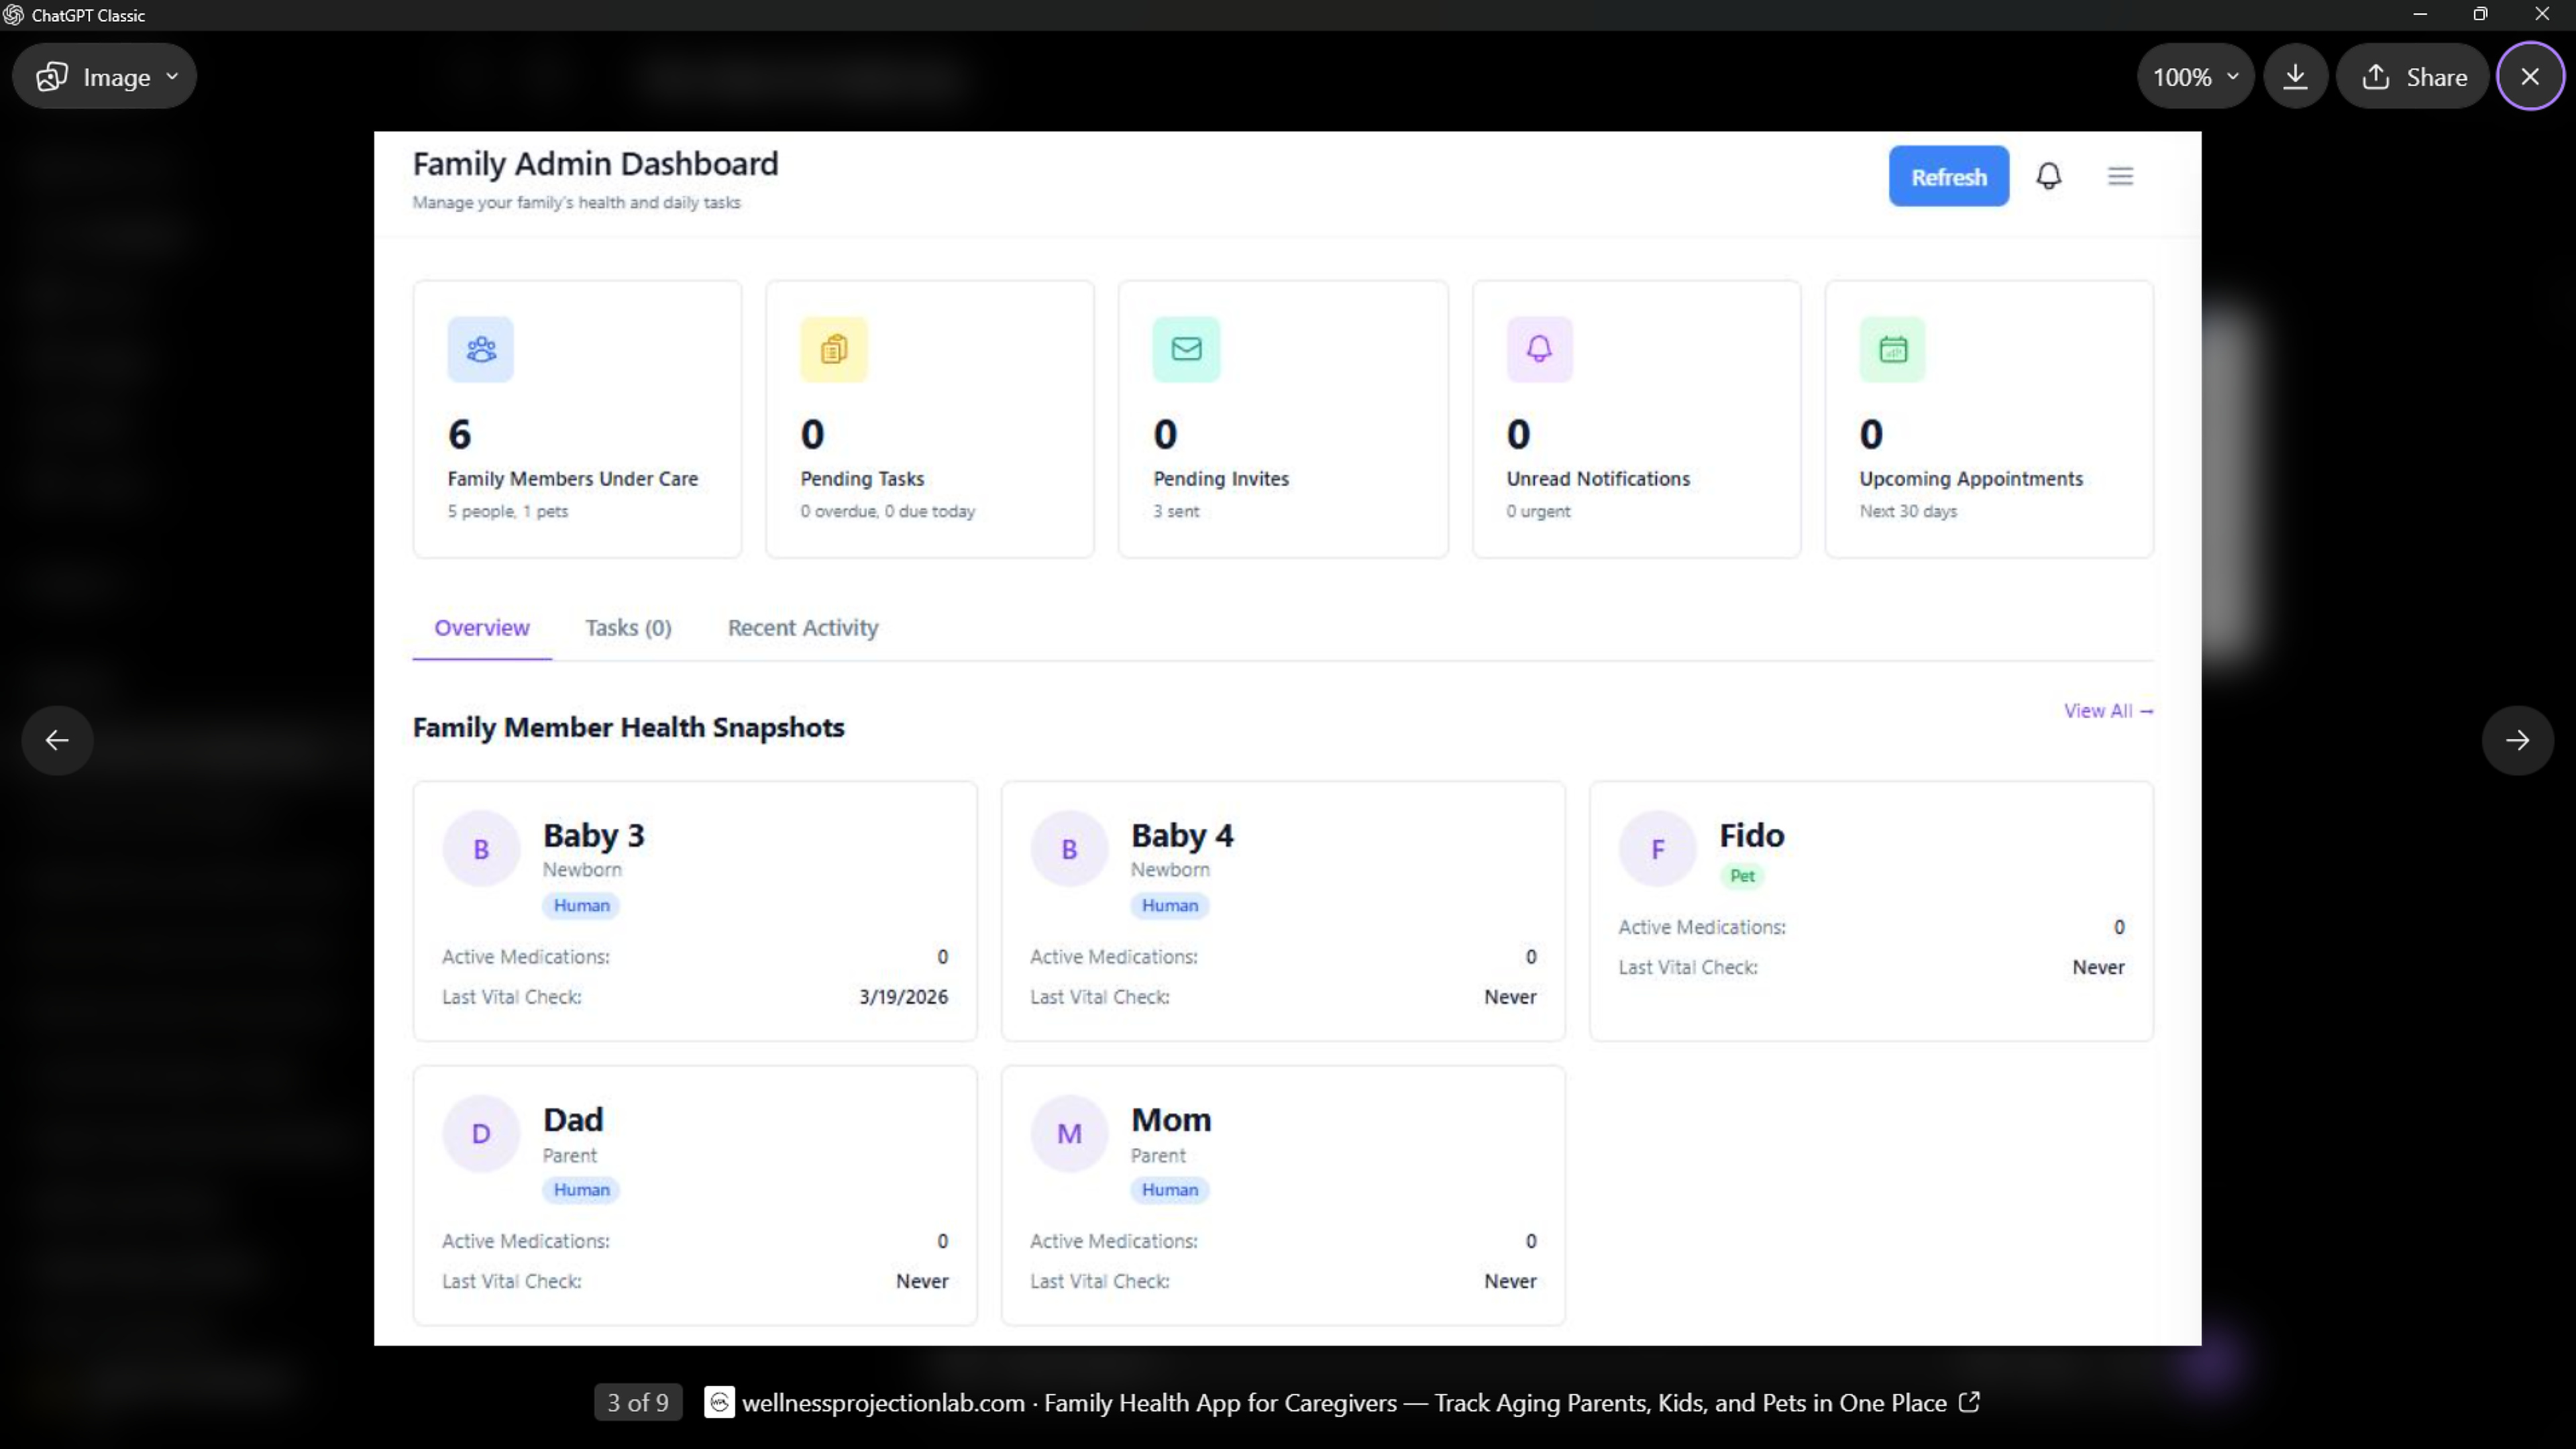 ChatGPT Classic
Image
100%
Share
Family Admin Dashboard
Manage your family's health and daily tasks
Refresh
6
Family Members Under Care
5 people, 1 pets
0
Pending Tasks
0 overdue, 0 due today
0
Pending Invites
3 sent
0
Unread Notifications
0 urgent
0
Upcoming Appointments
Next 30 days
Overview
Tasks (0)
Recent Activity
Family Member Health Snapshots
View All →
B
Baby 3
Newborn
Human
Active Medications: 0
Last Vital Check: 3/19/2026
B
Baby 4
Newborn
Human
Active Medications: 0
Last Vital Check: Never
F
Fido
Pet
Active Medications: 0
Last Vital Check: Never
D
Dad
Parent
Human
Active Medications: 0
Last Vital Check: Never
M
Mom
Parent
Human
Active Medications: 0
Last Vital Check: Never
3 of 9
wellnessprojectionlab.com · Family Health App for Caregivers — Track Aging Parents, Kids, and Pets in One Place